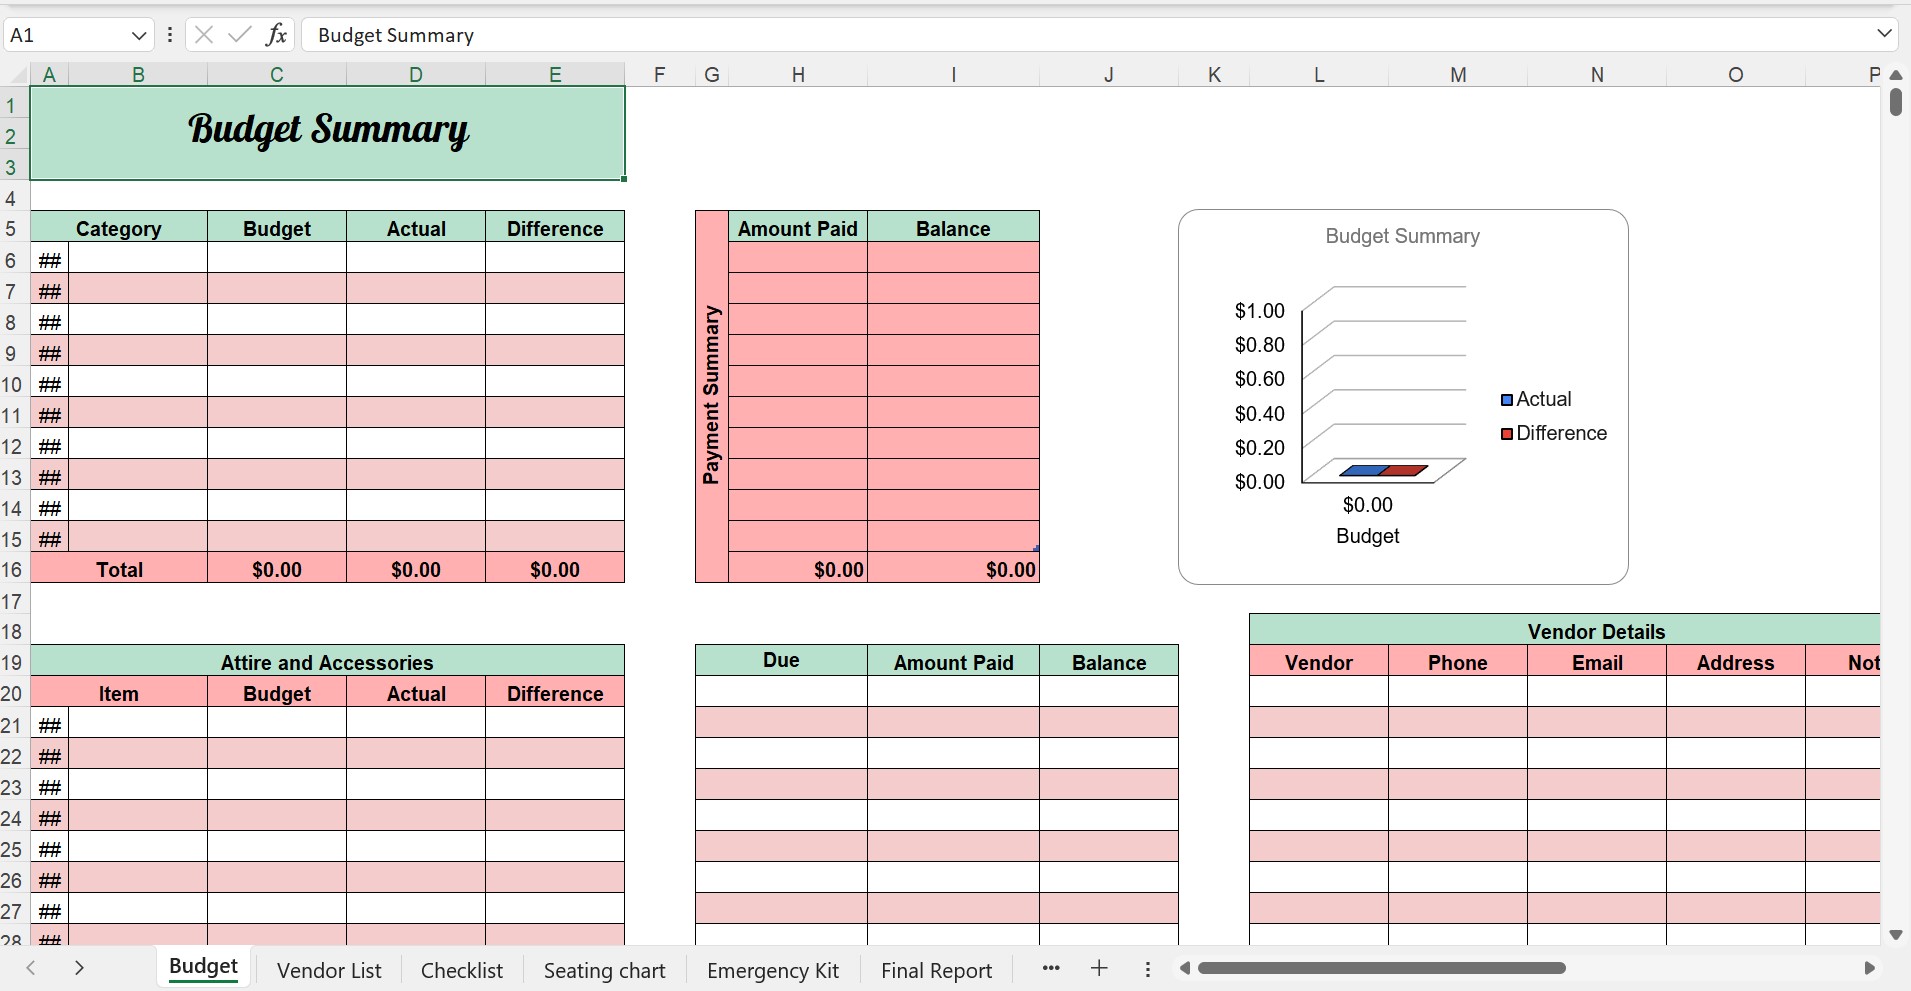 A1
fx
Budget Summary
A B C D E F G H I J K L M N O P
1
2 Budget Summary
3
4
5 Category Budget Actual Difference Amount Paid Balance
6 ##
7 ##
8 ##
9 ##
10 ##
11 ##
12 ##
13 ##
14 ##
15 ##
16 Total $0.00 $0.00 $0.00 $0.00 $0.00
Payment Summary
Budget Summary
$1.00
$0.80
$0.60
$0.40
$0.20
$0.00
Actual
Difference
$0.00
Budget
17
18 Vendor Details
19 Attire and Accessories Due Amount Paid Balance Vendor Phone Email Address Not
20 Item Budget Actual Difference
21 ##
22 ##
23 ##
24 ##
25 ##
26 ##
27 ##
28 ##
Budget Vendor List Checklist Seating chart Emergency Kit Final Report